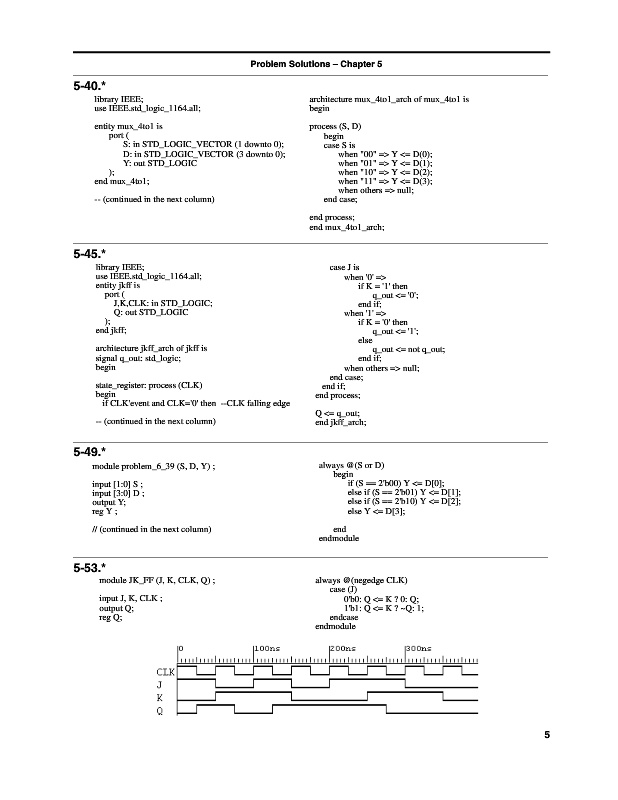 Problem Solutions – Chapter 5
5-40.*
library IEEE;
use IEEE.std_logic_1164.all;
entity mux_4to1 is
port (
S: in STD_LOGIC_VECTOR (1 downto 0);
D: in STD_LOGIC_VECTOR (3 downto 0);
Y: out STD_LOGIC
);
end mux_4to1;
-- (continued in the next column)
architecture mux_4to1_arch of mux_4to1 is
begin
process (S, D)
begin
case S is
when "00" => Y <= D(0);
when "01" => Y <= D(1);
when "10" => Y <= D(2);
when "11" => Y <= D(3);
when others => null;
end case;
end process;
end mux_4to1_arch;
5-45.*
library IEEE;
use IEEE.std_logic_1164.all;
entity jkff is
port (
J,K,CLK: in STD_LOGIC;
Q: out STD_LOGIC
);
end jkff;
architecture jkff_arch of jkff is
signal q_out: std_logic;
begin
state_register: process (CLK)
begin
if CLK'event and CLK='0' then --CLK falling edge
-- (continued in the next column)
case J is
when '0' =>
if K = '1' then
q_out <= '0';
end if;
when '1' =>
if K = '0' then
q_out <= '1';
else
q_out <= not q_out;
end if;
when others => null;
end case;
end if;
end process;
Q <= q_out;
end jkff_arch;
5-49.*
module problem_6_39 (S, D, Y) ;
input [1:0] S ;
input [3:0] D ;
output Y;
reg Y ;
// (continued in the next column)
always @(S or D)
begin
if (S == 2'b00) Y <= D[0];
else if (S == 2'b01) Y <= D[1];
else if (S == 2'b10) Y <= D[2];
else Y <= D[3];
end
endmodule
5-53.*
module JK_FF (J, K, CLK, Q) ;
input J, K, CLK ;
output Q;
reg Q;
always @(negedge CLK)
case (J)
0'b0: Q <= K ? 0: Q;
1'b1: Q <= K ? ~Q: 1;
endcase
endmodule
0 100ns 200ns 300ns
CLK
J
K
Q
5